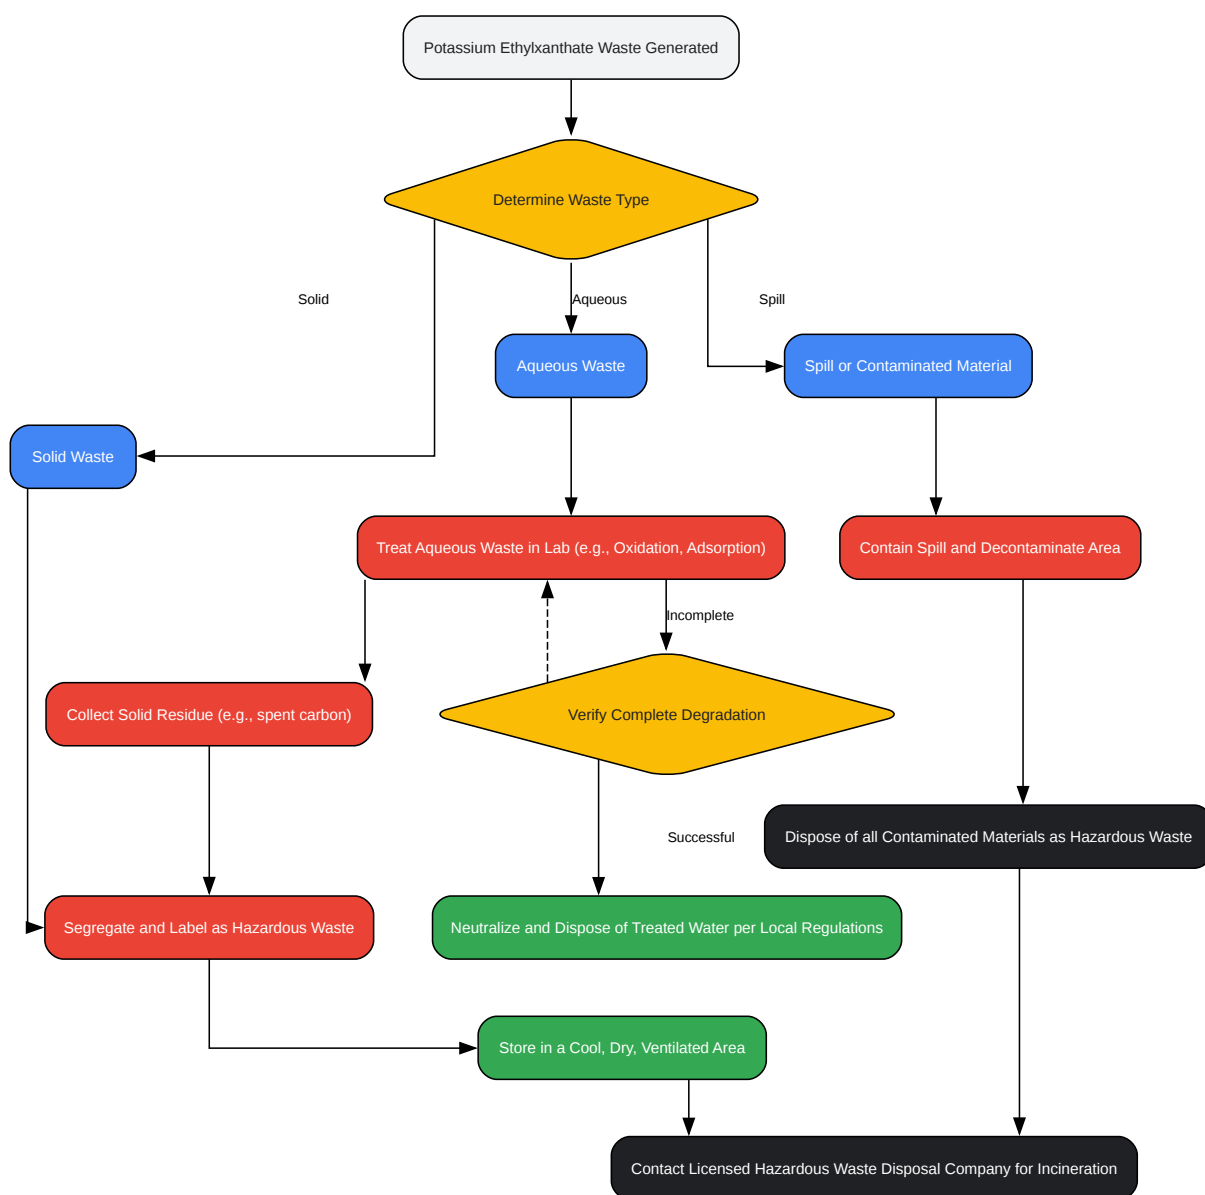 Potassium Ethylxanthate Waste Generated
Determine Waste Type
Solid
Aqueous
Spill
Aqueous Waste
Spill or Contaminated Material
Solid Waste
Treat Aqueous Waste in Lab (e.g., Oxidation, Adsorption)
Contain Spill and Decontaminate Area
Incomplete
Collect Solid Residue (e.g., spent carbon)
Verify Complete Degradation
Successful
Dispose of all Contaminated Materials as Hazardous Waste
Segregate and Label as Hazardous Waste
Neutralize and Dispose of Treated Water per Local Regulations
Store in a Cool, Dry, Ventilated Area
Contact Licensed Hazardous Waste Disposal Company for Incineration